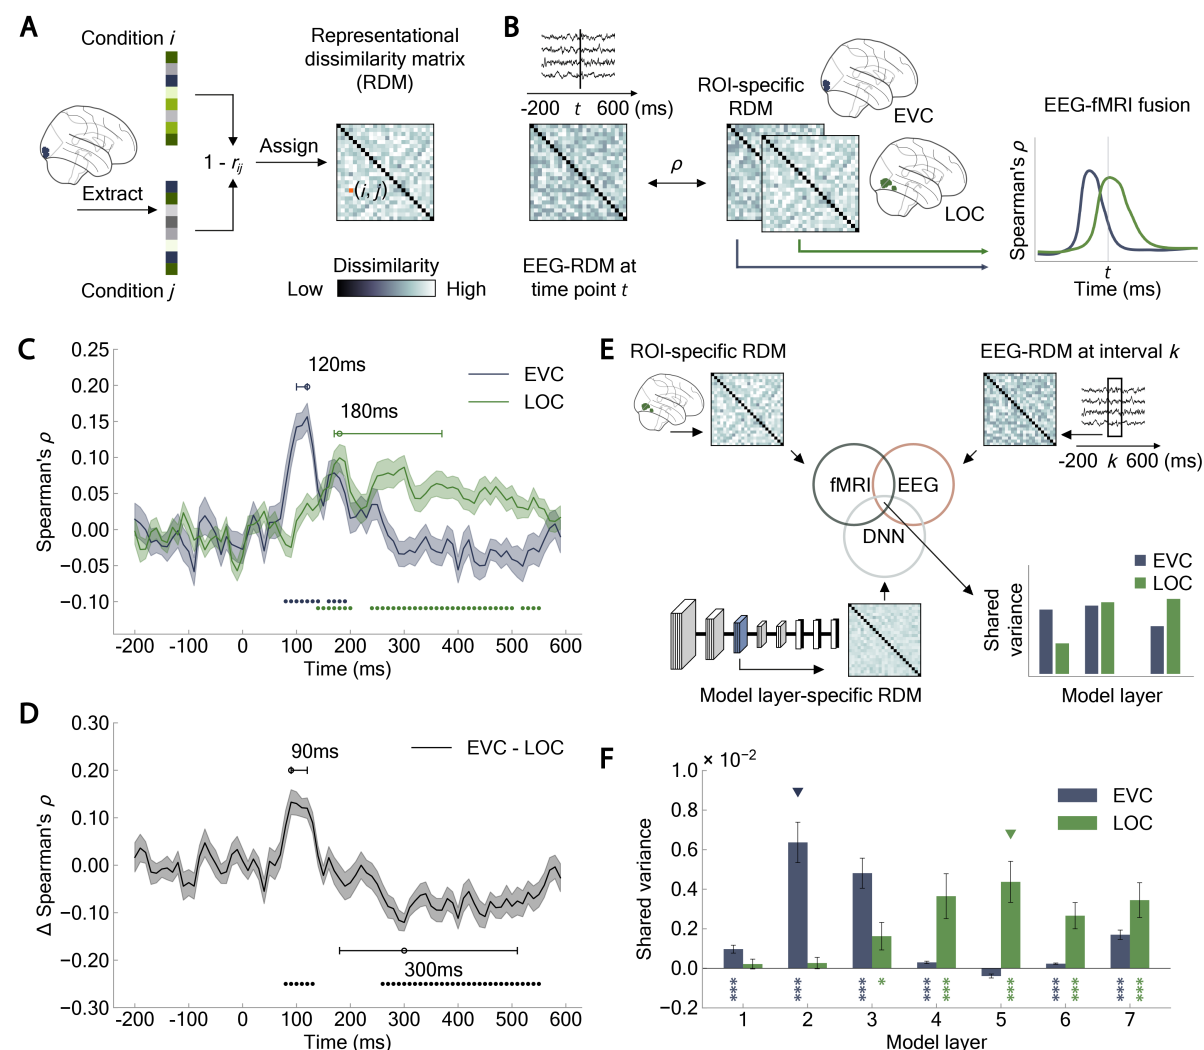 A
Condition i
Extract
Condition j
1 - rij
Assign
Representational
dissimilarity matrix
(RDM)
(i, j)
Dissimilarity
Low
High
B
-200 t 600 (ms)
EEG-RDM at
time point t
ρ
ROI-specific
RDM
EVC
LOC
EEG-fMRI fusion
Spearman's ρ
t
Time (ms)
C
0.25
0.20
0.15
0.10
0.05
0.00
−0.05
−0.10
Spearman's ρ
120ms
180ms
EVC
LOC
-200 -100 0 100 200 300 400 500 600
Time (ms)
D
0.30
0.20
0.10
0.00
−0.10
−0.20
−0.30
Δ Spearman's ρ
90ms
EVC - LOC
300ms
-200 -100 0 100 200 300 400 500 600
Time (ms)
E
ROI-specific RDM
EEG-RDM at interval k
-200 k 600 (ms)
fMRI
EEG
DNN
Model layer-specific RDM
EVC
LOC
Shared
variance
Model layer
F
× 10−2
1.0
0.8
0.6
0.4
0.2
0.0
−0.2
Shared variance
EVC
LOC
*** *** *** * *** *** *** *** *** *** ***
1 2 3 4 5 6 7
Model layer